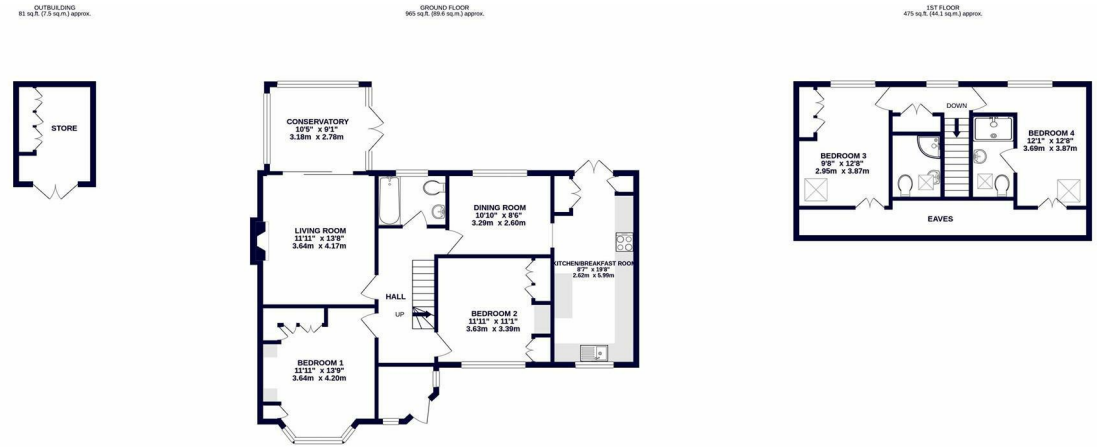 OUTBUILDING
81 sq.ft. (7.5 sq.m.) approx.
GROUND FLOOR
965 sq.ft. (89.6 sq.m.) approx.
1ST FLOOR
475 sq.ft. (44.1 sq.m.) approx.
STORE
CONSERVATORY
10'5" x 9'1"
3.18m x 2.78m
LIVING ROOM
11'11" x 13'8"
3.64m x 4.17m
DINING ROOM
10'10" x 8'6"
3.29m x 2.60m
KITCHEN/BREAKFAST ROOM
8'7" x 19'8"
2.62m x 5.99m
HALL
UP
BEDROOM 2
11'11" x 11'1"
3.63m x 3.39m
BEDROOM 1
11'11" x 13'9"
3.64m x 4.20m
DOWN
BEDROOM 3
9'8" x 12'8"
2.95m x 3.87m
BEDROOM 4
12'1" x 12'8"
3.69m x 3.87m
EAVES